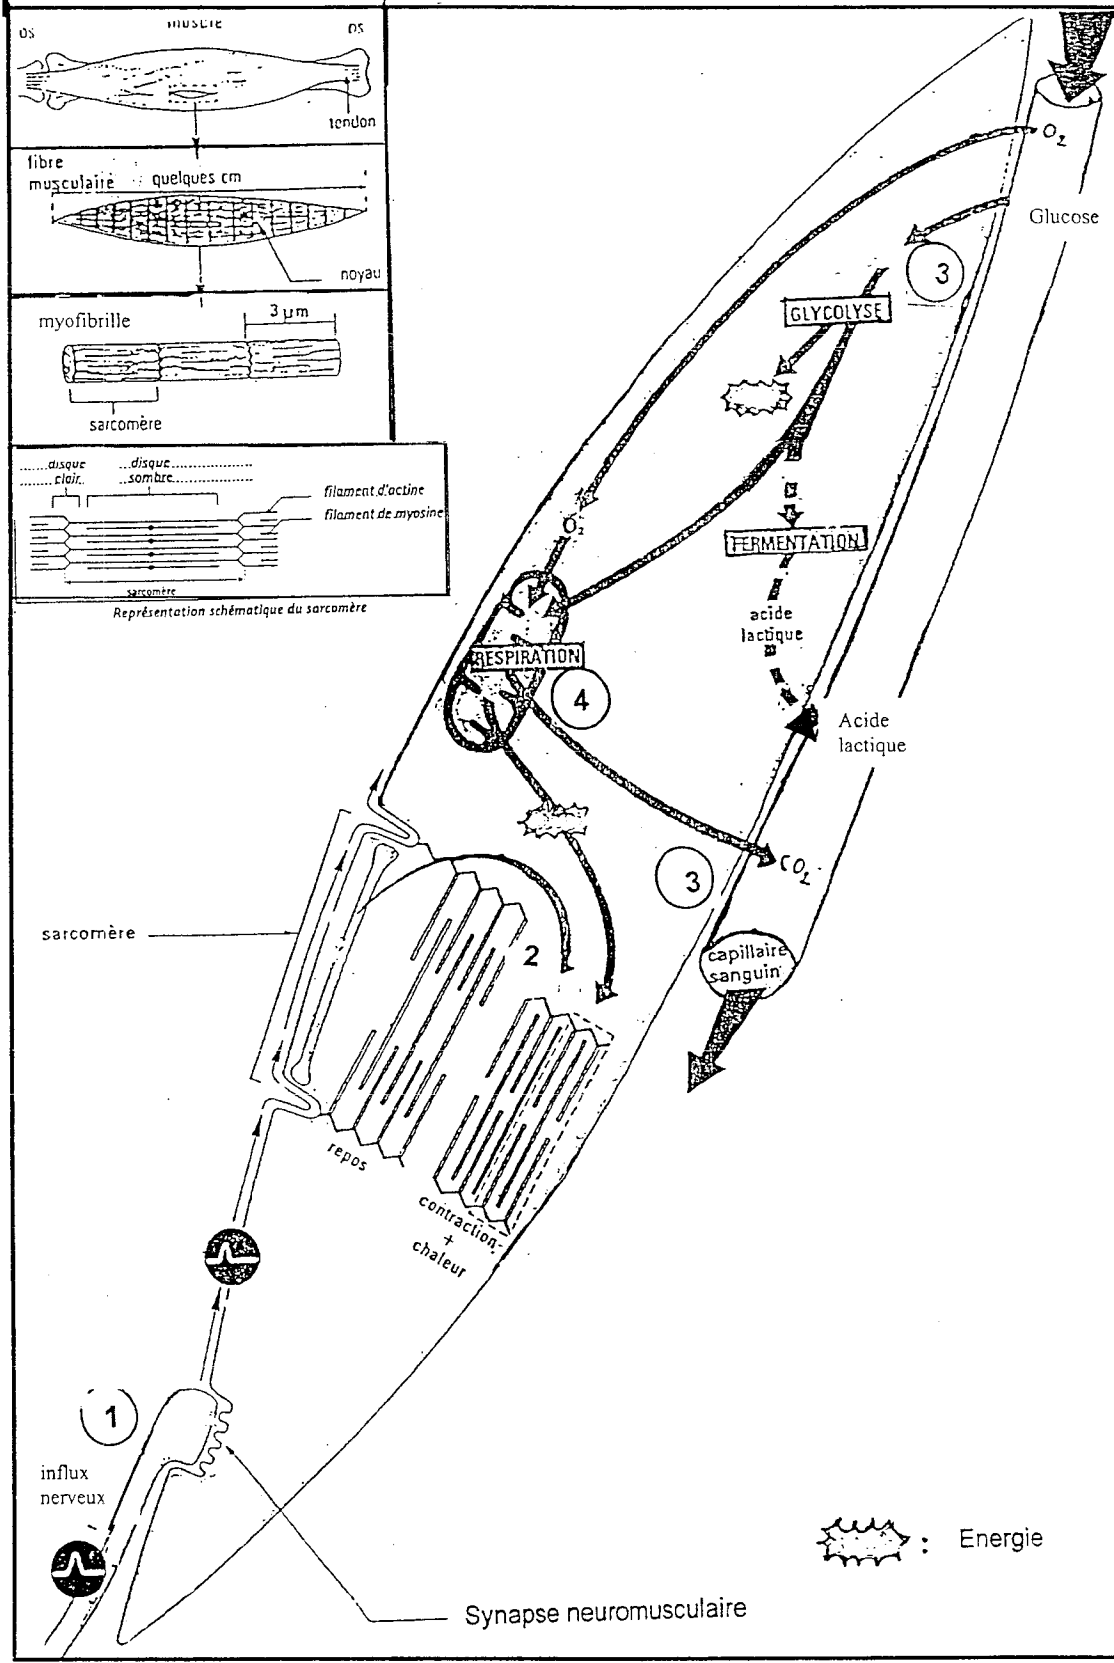 os
muscle
os
tendon
fibre
musculaire
quelques cm
noyau
myofibrille
3 µm
sarcomère
disque
clair
disque
sombre
filament d'actine
filament de myosine
sarcomère
Représentation schématique du sarcomère
O₂
Glucose
3
GLYCOLYSE
O₂
FERMENTATION
acide
lactique
RESPIRATION
4
Acide
lactique
CO₂
3
capillaire
sanguin
sarcomère
2
repos
contraction
+
chaleur
1
influx
nerveux
: Energie
Synapse neuromusculaire